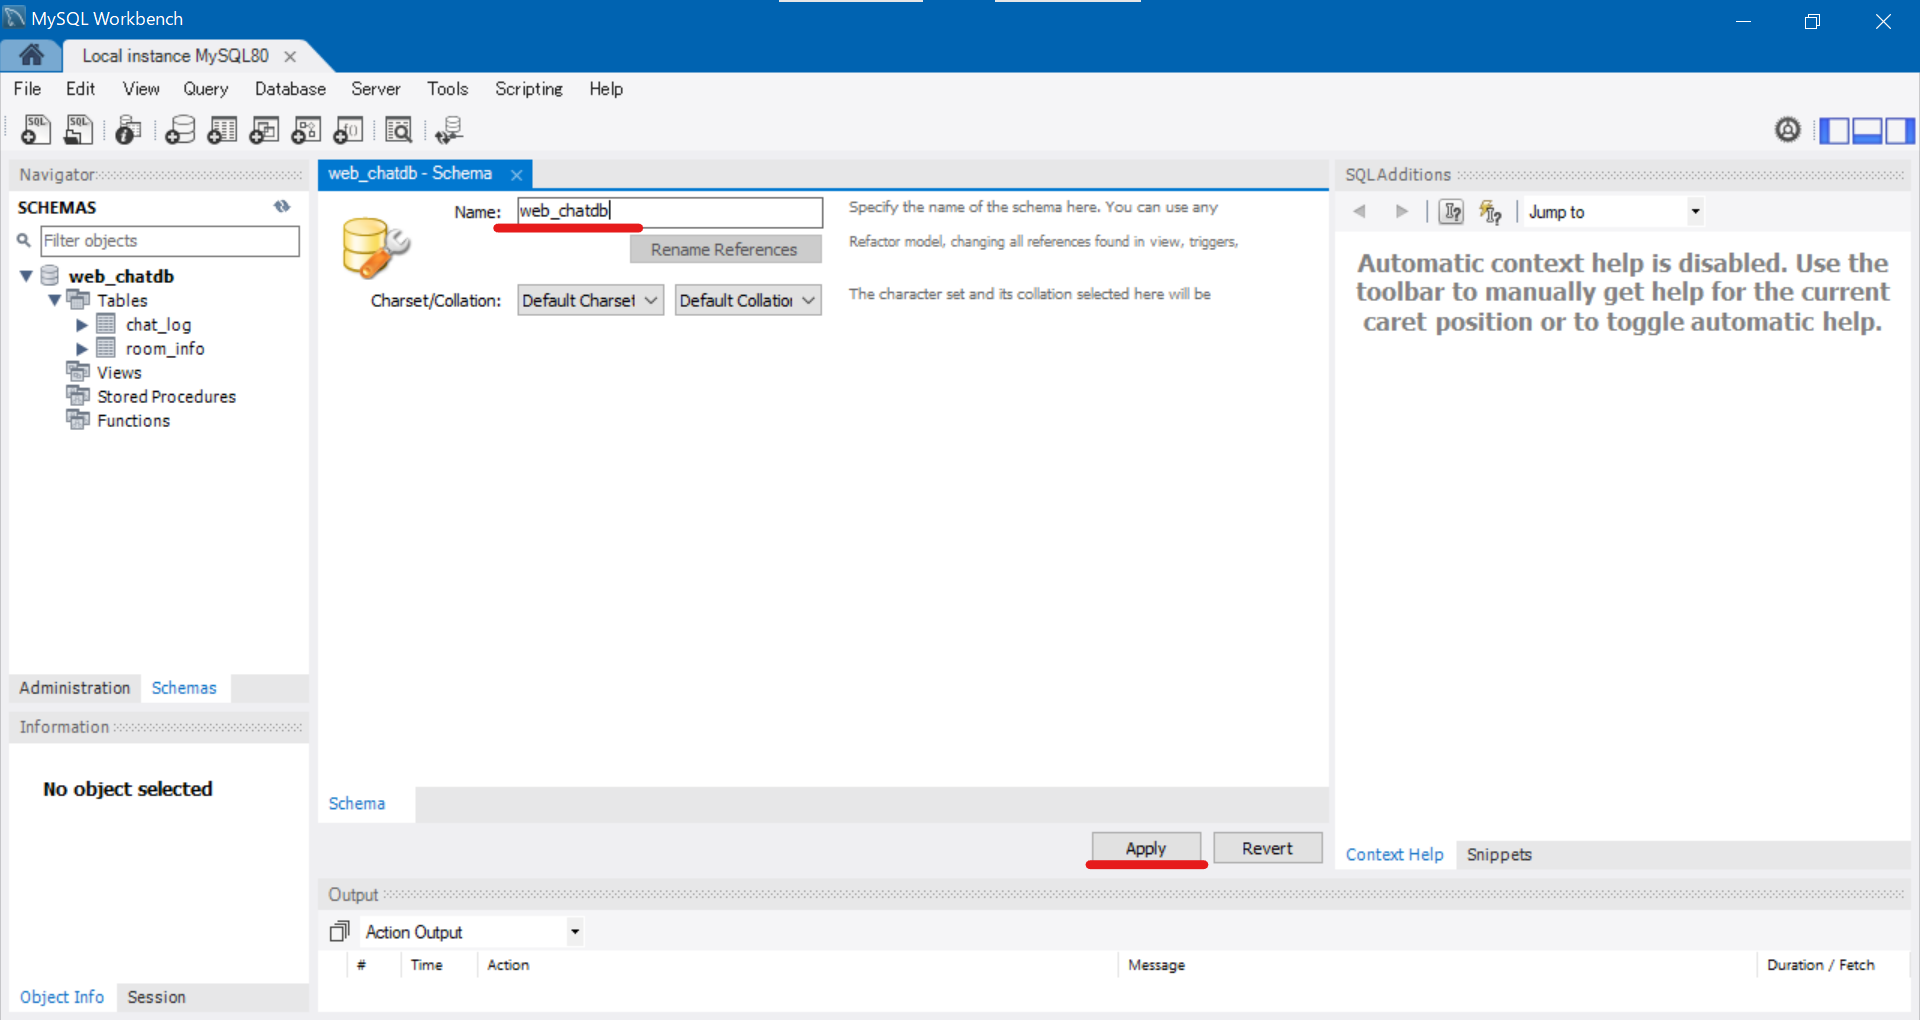 MySQL Workbench
Local instance MySQL80
File Edit View Query Database Server Tools Scripting Help
SQL SQL
Navigator
SCHEMAS
Filter objects
web_chatdb
Tables
chat_log
room_info
Views
Stored Procedures
Functions
Administration Schemas
Information
No object selected
Object Info Session
web_chatdb - Schema
Name: web_chatdb
Specify the name of the schema here. You can use any
Rename References
Refactor model, changing all references found in view, triggers,
Charset/Collation: Default Charset Default Collation
The character set and its collation selected here will be
Schema
Apply Revert
SQLAdditions
Jump to
Automatic context help is disabled. Use the
toolbar to manually get help for the current
caret position or to toggle automatic help.
Context Help Snippets
Output
Action Output
# Time Action Message Duration / Fetch